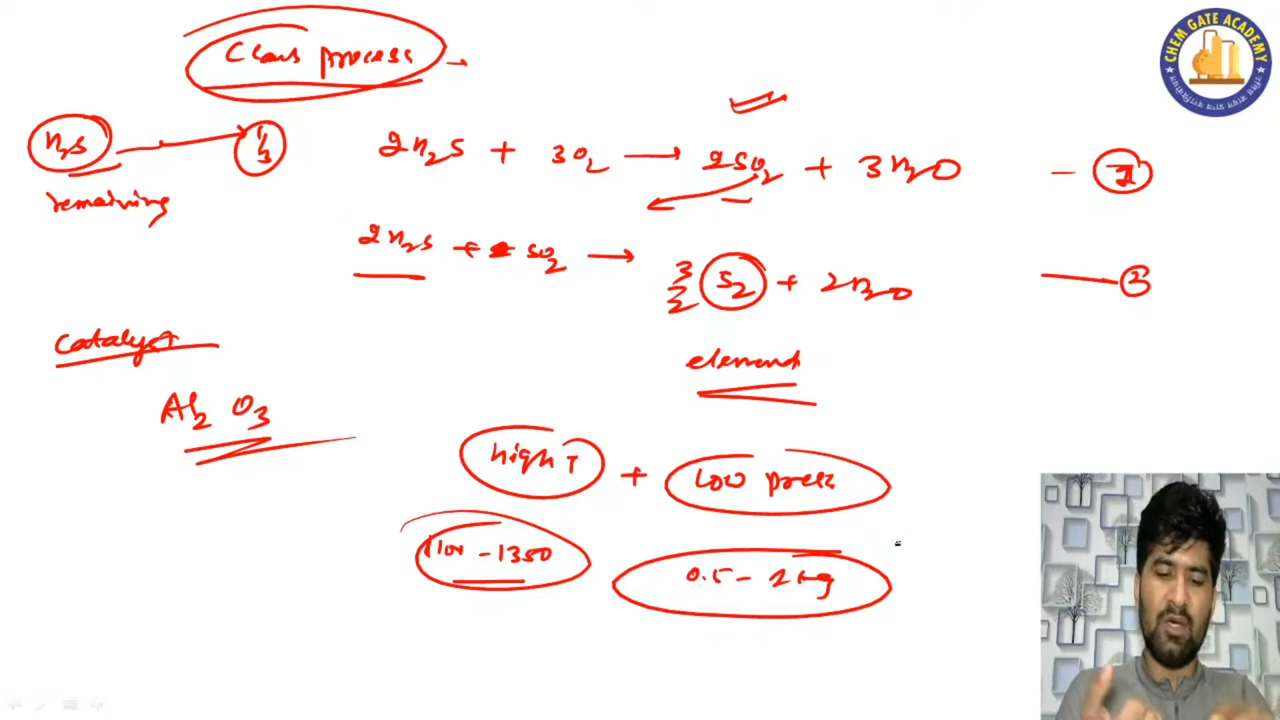 Claus process →
H2S → 1/3 2H2S + 3O2 → 2SO2 + 3H2O - I
remaining
2H2S + SO2 → 3/2 S2 + 2H2O - 2
Catalyst
element
Al2O3
high T + Low press
1100 - 1350 0.5 - 2 kg
CHEM GATE ACADEMY